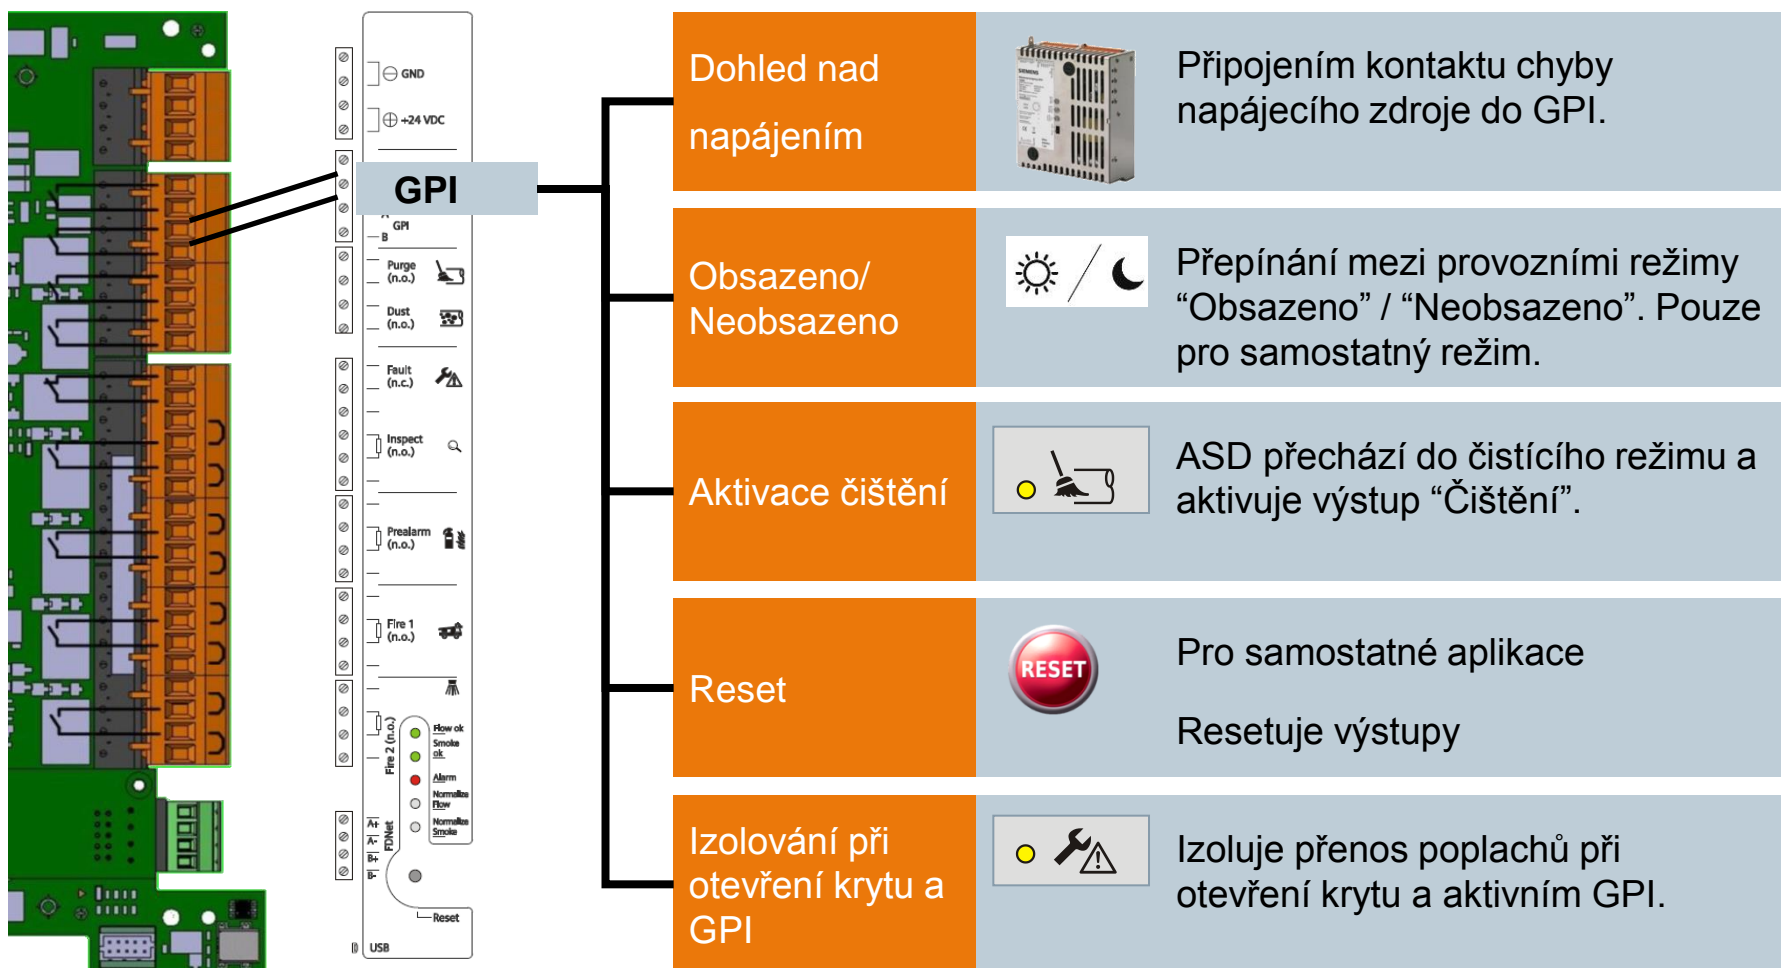 GND
+24 VDC
GPI
GPI
B
Purge
(n.o.)
Dust
(n.o.)
Fault
(n.c.)
Inspect
(n.o.)
Prealarm
(n.o.)
Fire 1
(n.o.)
Fire 2 (n.o.)
Flow ok
Smoke
ok
Alarm
Normalize
Flow
Normalize
Smoke
FDNet
A+
A-
B+
B-
Reset
USB
Dohled nad
napájením
SIEMENS
Připojením kontaktu chyby
napájecího zdroje do GPI.
Obsazeno/
Neobsazeno
Přepínání mezi provozními režimy
“Obsazeno” / “Neobsazeno”. Pouze
pro samostatný režim.
Aktivace čištění
ASD přechází do čistícího režimu a
aktivuje výstup “Čištění”.
Reset
RESET
Pro samostatné aplikace
Resetuje výstupy
Izolování při
otevření krytu a
GPI
Izoluje přenos poplachů při
otevření krytu a aktivním GPI.